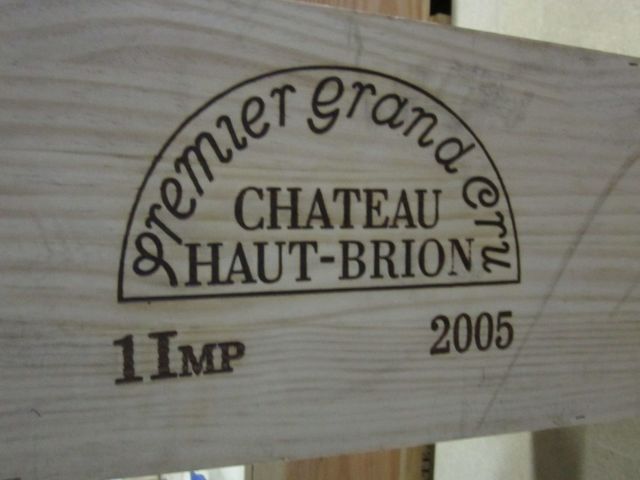 Premier Grand Cru
CHATEAU
HAUT-BRION
1 IMP
2005